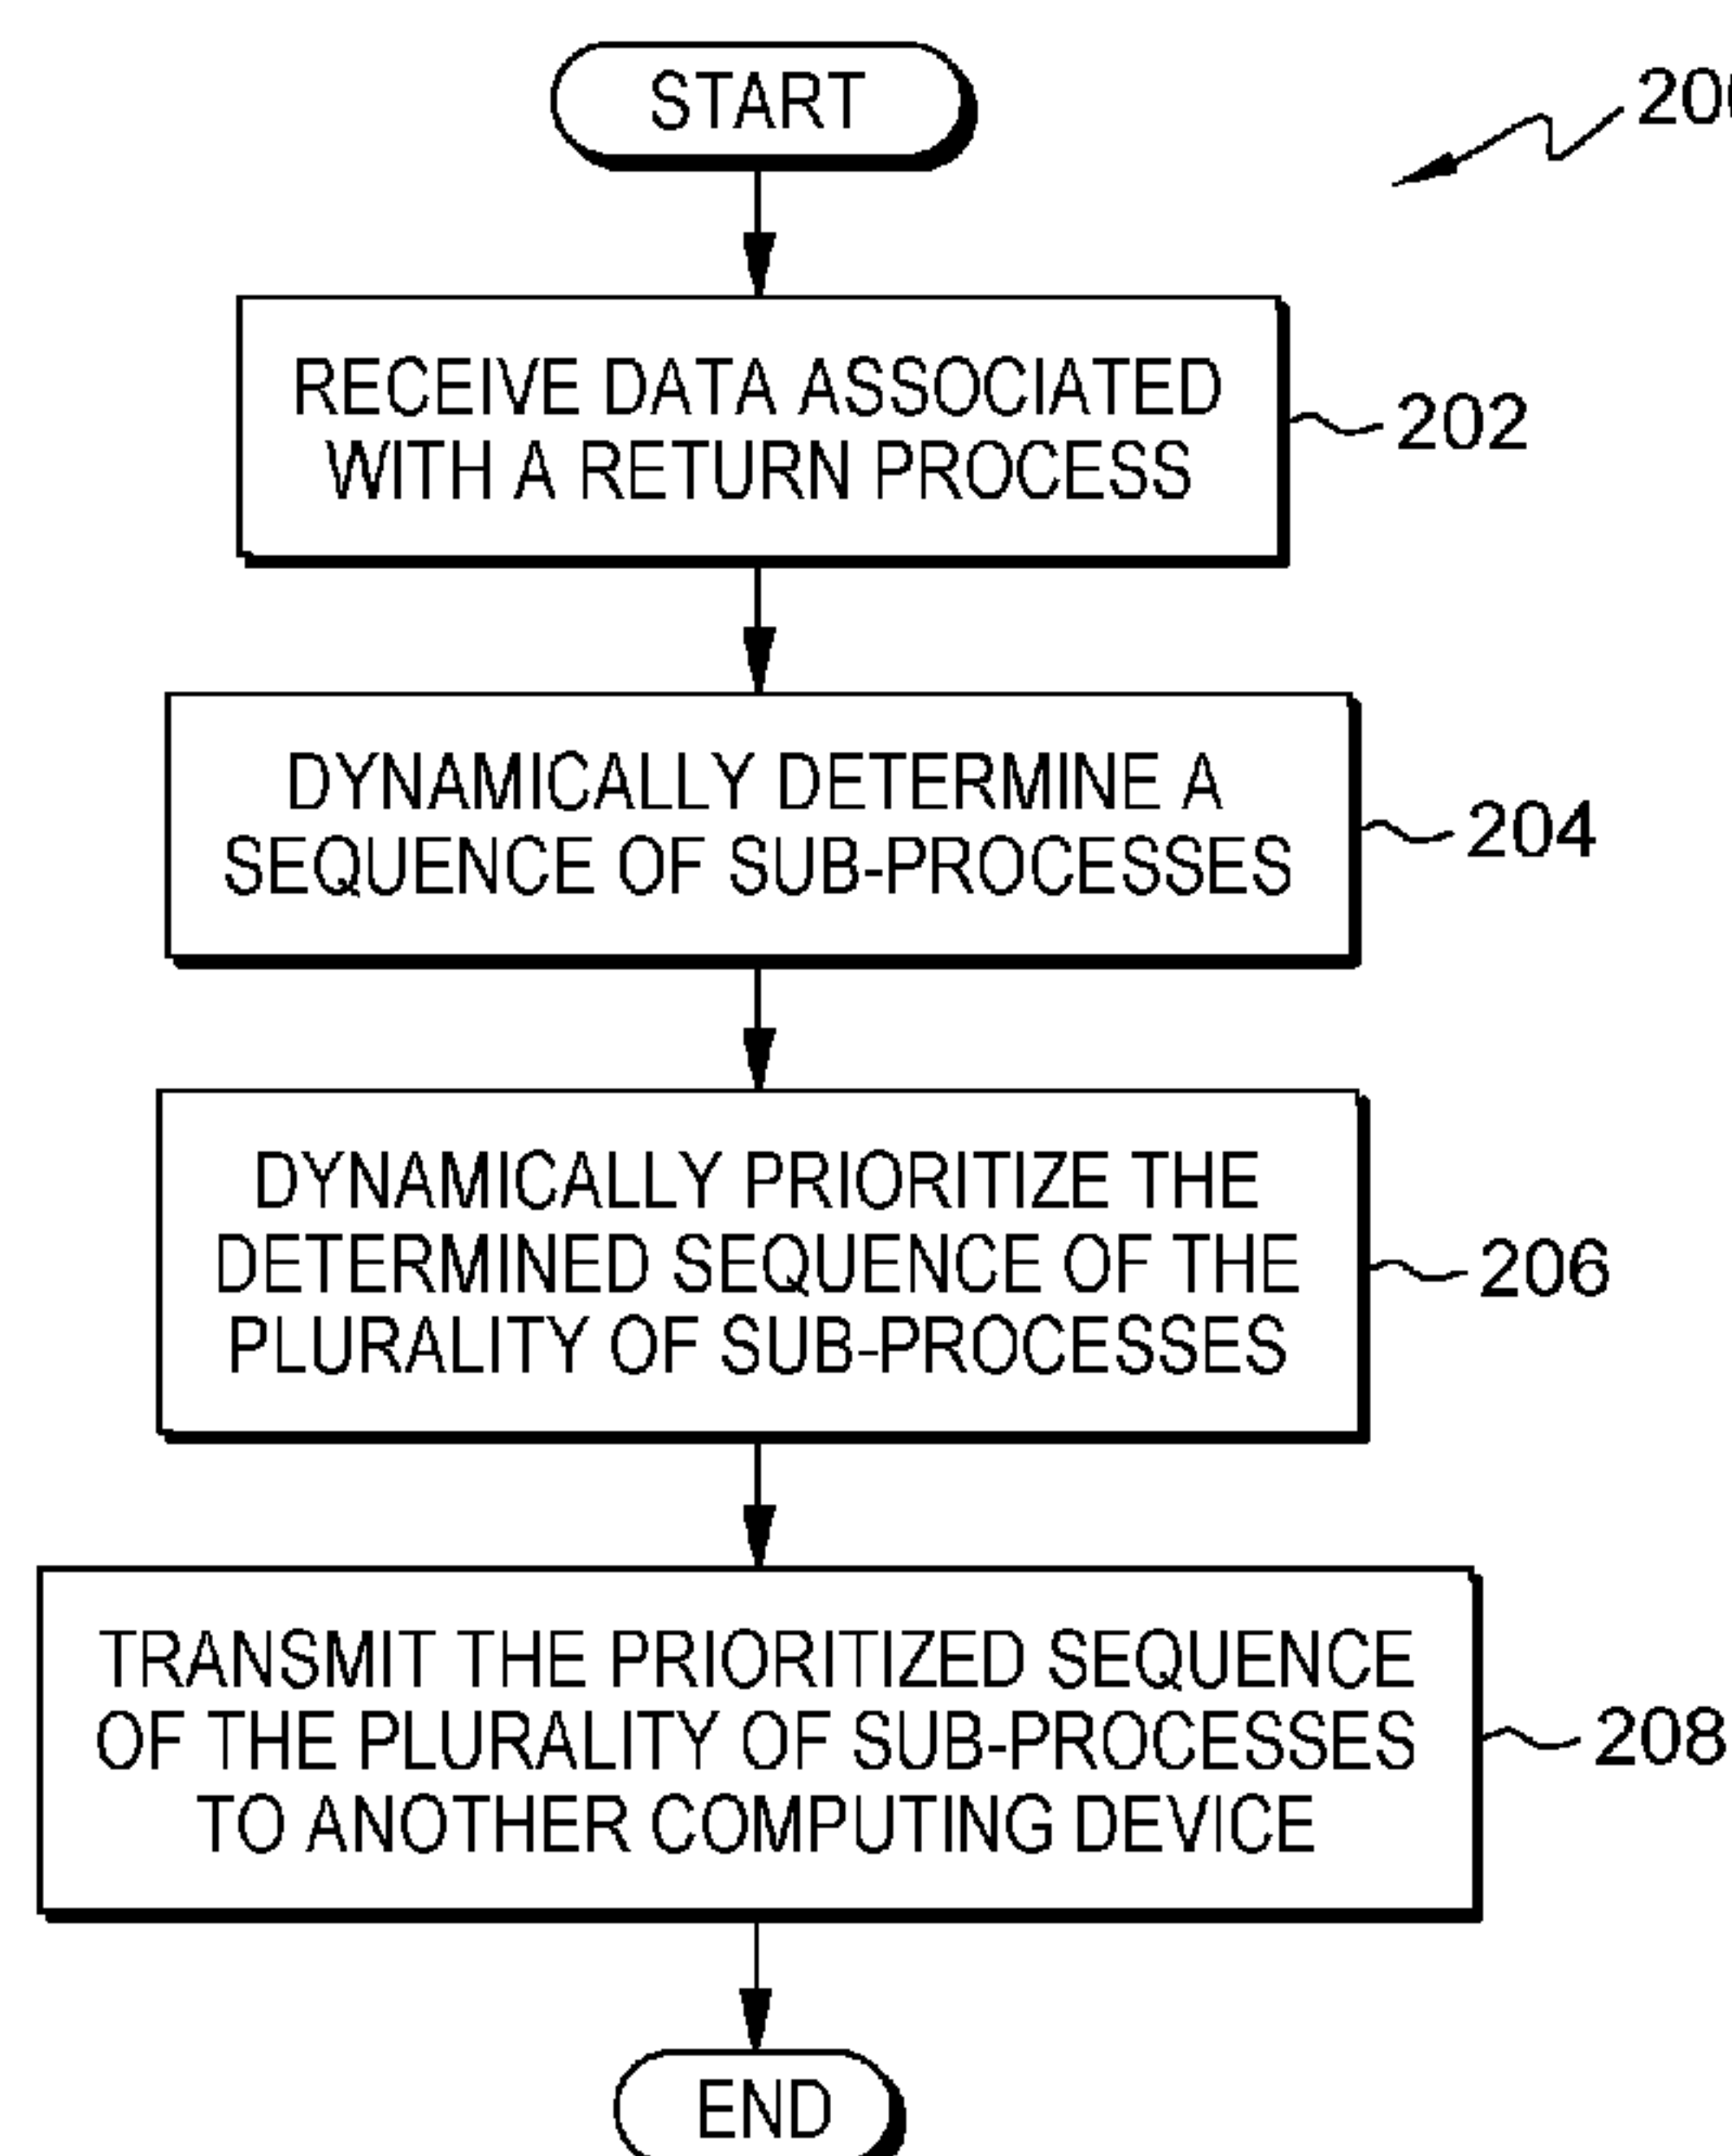 START
RECEIVE DATA ASSOCIATED
WITH A RETURN PROCESS
202
DYNAMICALLY DETERMINE A
SEQUENCE OF SUB-PROCESSES
204
DYNAMICALLY PRIORITIZE THE
DETERMINED SEQUENCE OF THE
PLURALITY OF SUB-PROCESSES
206
TRANSMIT THE PRIORITIZED SEQUENCE
OF THE PLURALITY OF SUB-PROCESSES
TO ANOTHER COMPUTING DEVICE
208
END